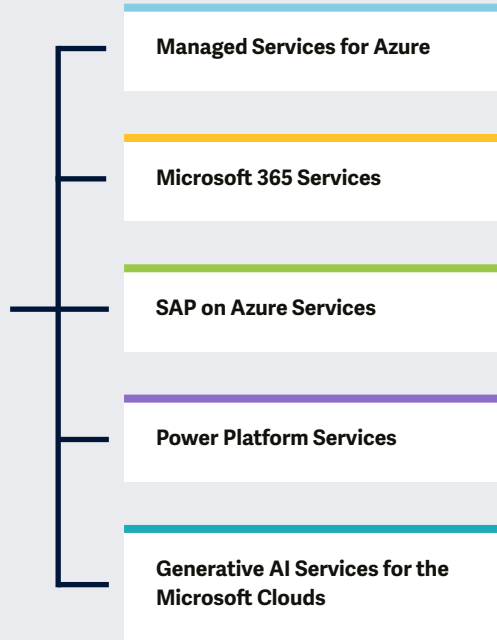 Managed Services for Azure
Microsoft 365 Services
SAP on Azure Services
Power Platform Services
Generative AI Services for the
Microsoft Clouds